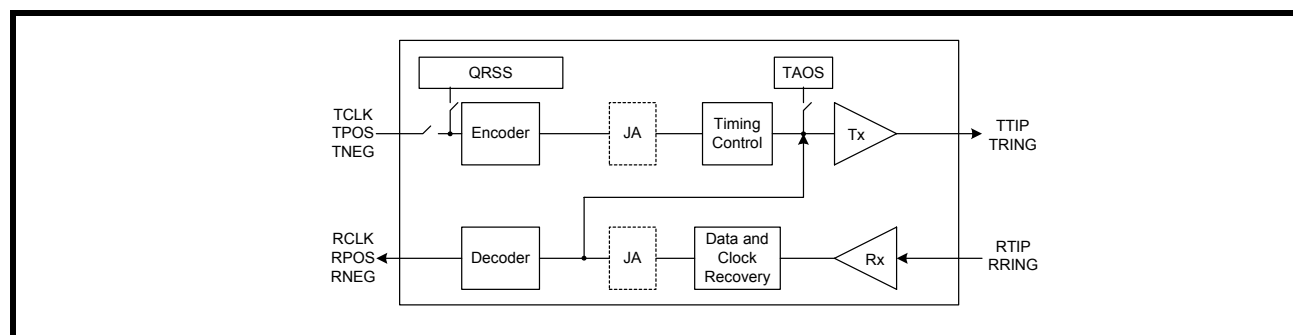 QRSS
TAOS
TCLK
TPOS
TNEG
Encoder
JA
Timing
Control
Tx
TTIP
TRING
RCLK
RPOS
RNEG
Decoder
JA
Data and
Clock
Recovery
Rx
RTIP
RRING